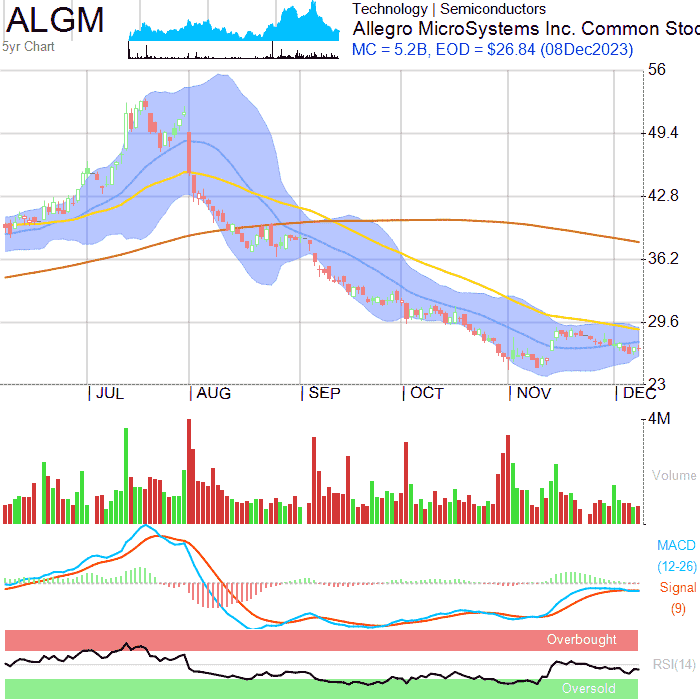 ALGM
5yr Chart
Technology | Semiconductors
Allegro MicroSystems Inc. Common Stoc
MC = 5.2B, EOD = $26.84 (08Dec2023)
56
49.4
42.8
36.2
29.6
23
JUL AUG SEP OCT NOV DEC
4M
Volume
MACD
(12-26)
Signal
(9)
Overbought
RSI(14)
Oversold